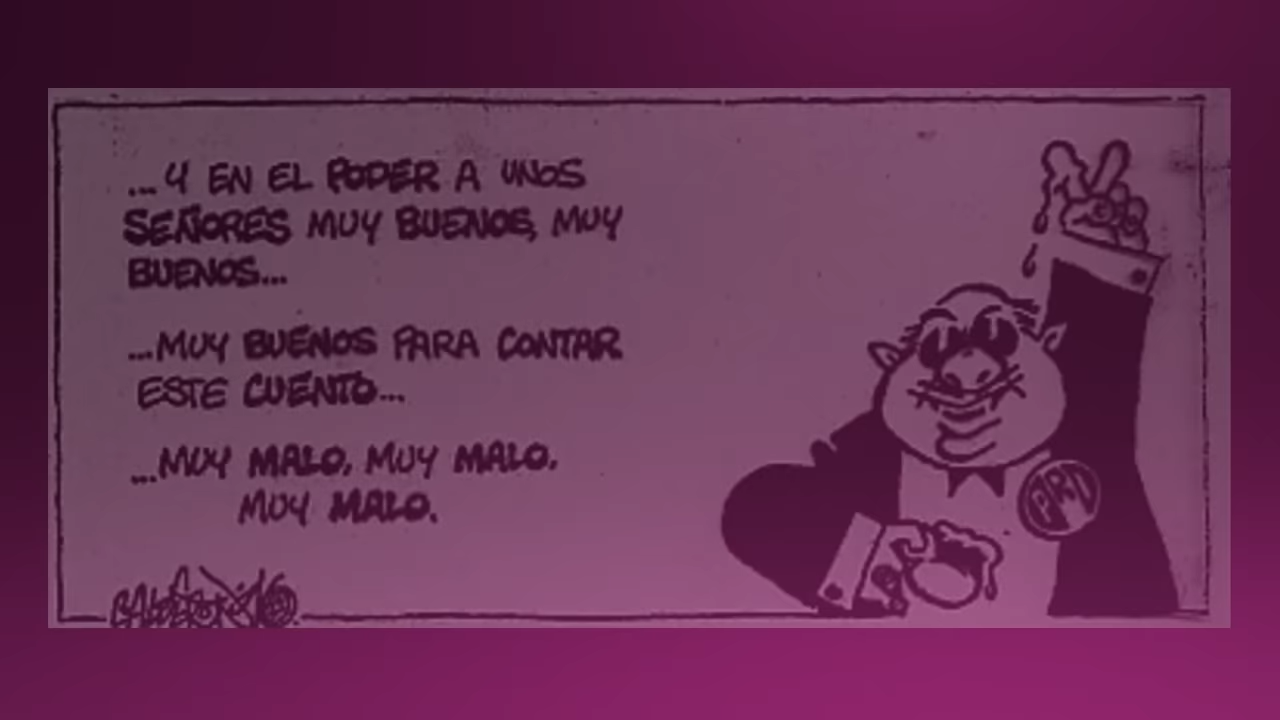 ...Y EN EL PODER A UNOS
SEÑORES MUY BUENOS, MUY
BUENOS...
...MUY BUENOS PARA CONTAR
ESTE CUENTO...
...MUY MALO, MUY MALO,
MUY MALO.
PRI